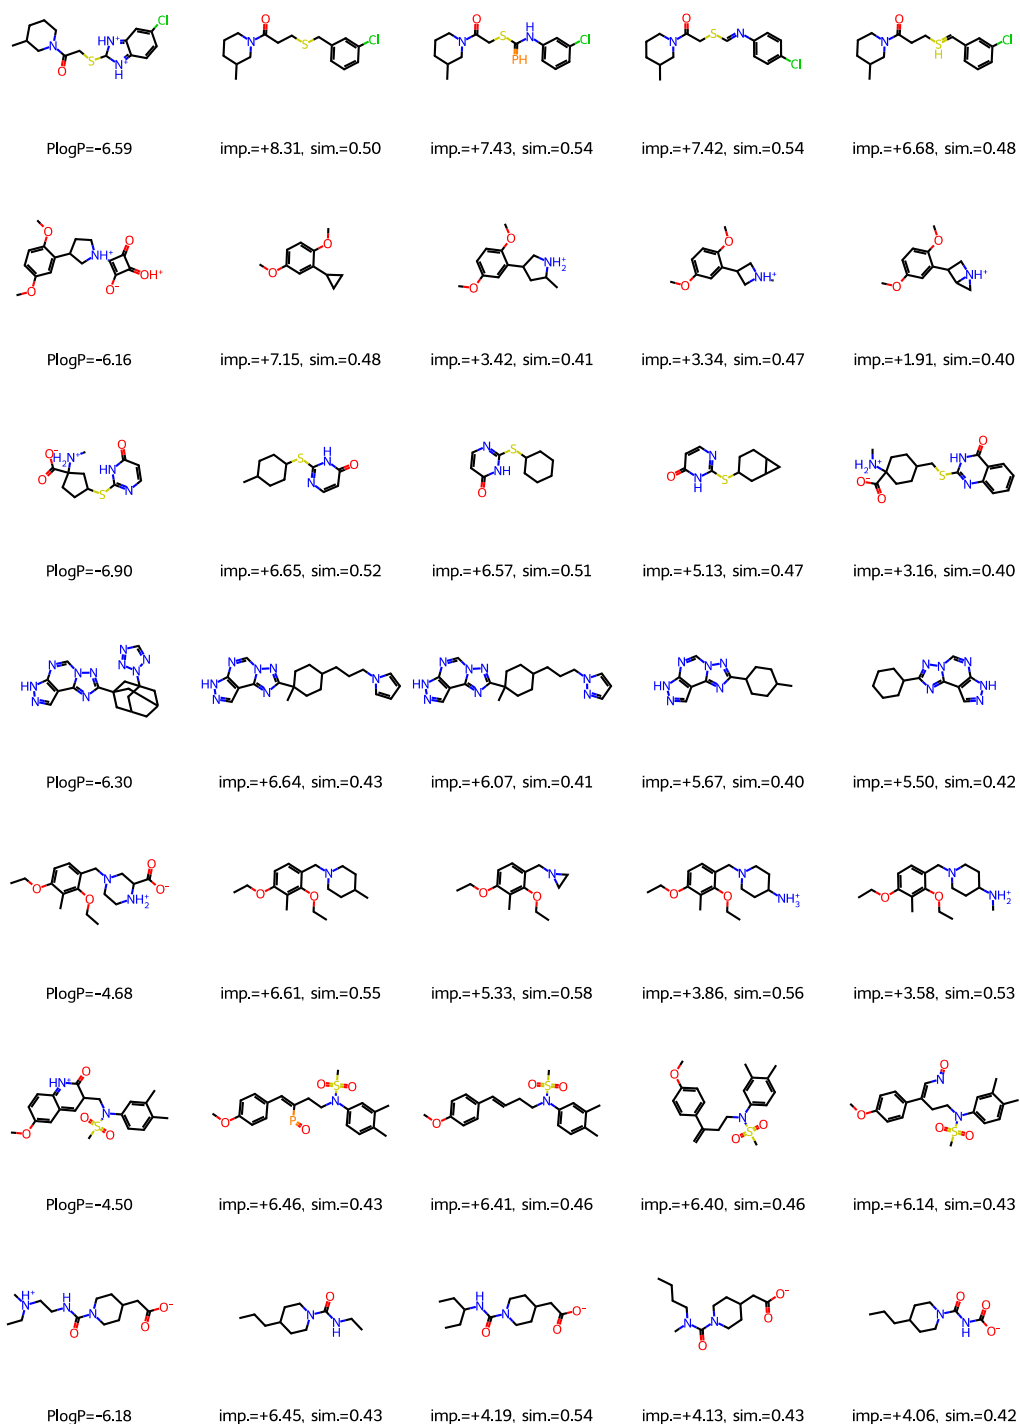 PlogP=-6.59 imp.=+8.31, sim.=0.50 imp.=+7.43, sim.=0.54 imp.=+7.42, sim.=0.54 imp.=+6.68, sim.=0.48
PlogP=-6.16 imp.=+7.15, sim.=0.48 imp.=+3.42, sim.=0.41 imp.=+3.34, sim.=0.47 imp.=+1.91, sim.=0.40
PlogP=-6.90 imp.=+6.65, sim.=0.52 imp.=+6.57, sim.=0.51 imp.=+5.13, sim.=0.47 imp.=+3.16, sim.=0.40
PlogP=-6.30 imp.=+6.64, sim.=0.43 imp.=+6.07, sim.=0.41 imp.=+5.67, sim.=0.40 imp.=+5.50, sim.=0.42
PlogP=-4.68 imp.=+6.61, sim.=0.55 imp.=+5.33, sim.=0.58 imp.=+3.86, sim.=0.56 imp.=+3.58, sim.=0.53
PlogP=-4.50 imp.=+6.46, sim.=0.43 imp.=+6.41, sim.=0.46 imp.=+6.40, sim.=0.46 imp.=+6.14, sim.=0.43
PlogP=-6.18 imp.=+6.45, sim.=0.43 imp.=+4.19, sim.=0.54 imp.=+4.13, sim.=0.43 imp.=+4.06, sim.=0.42